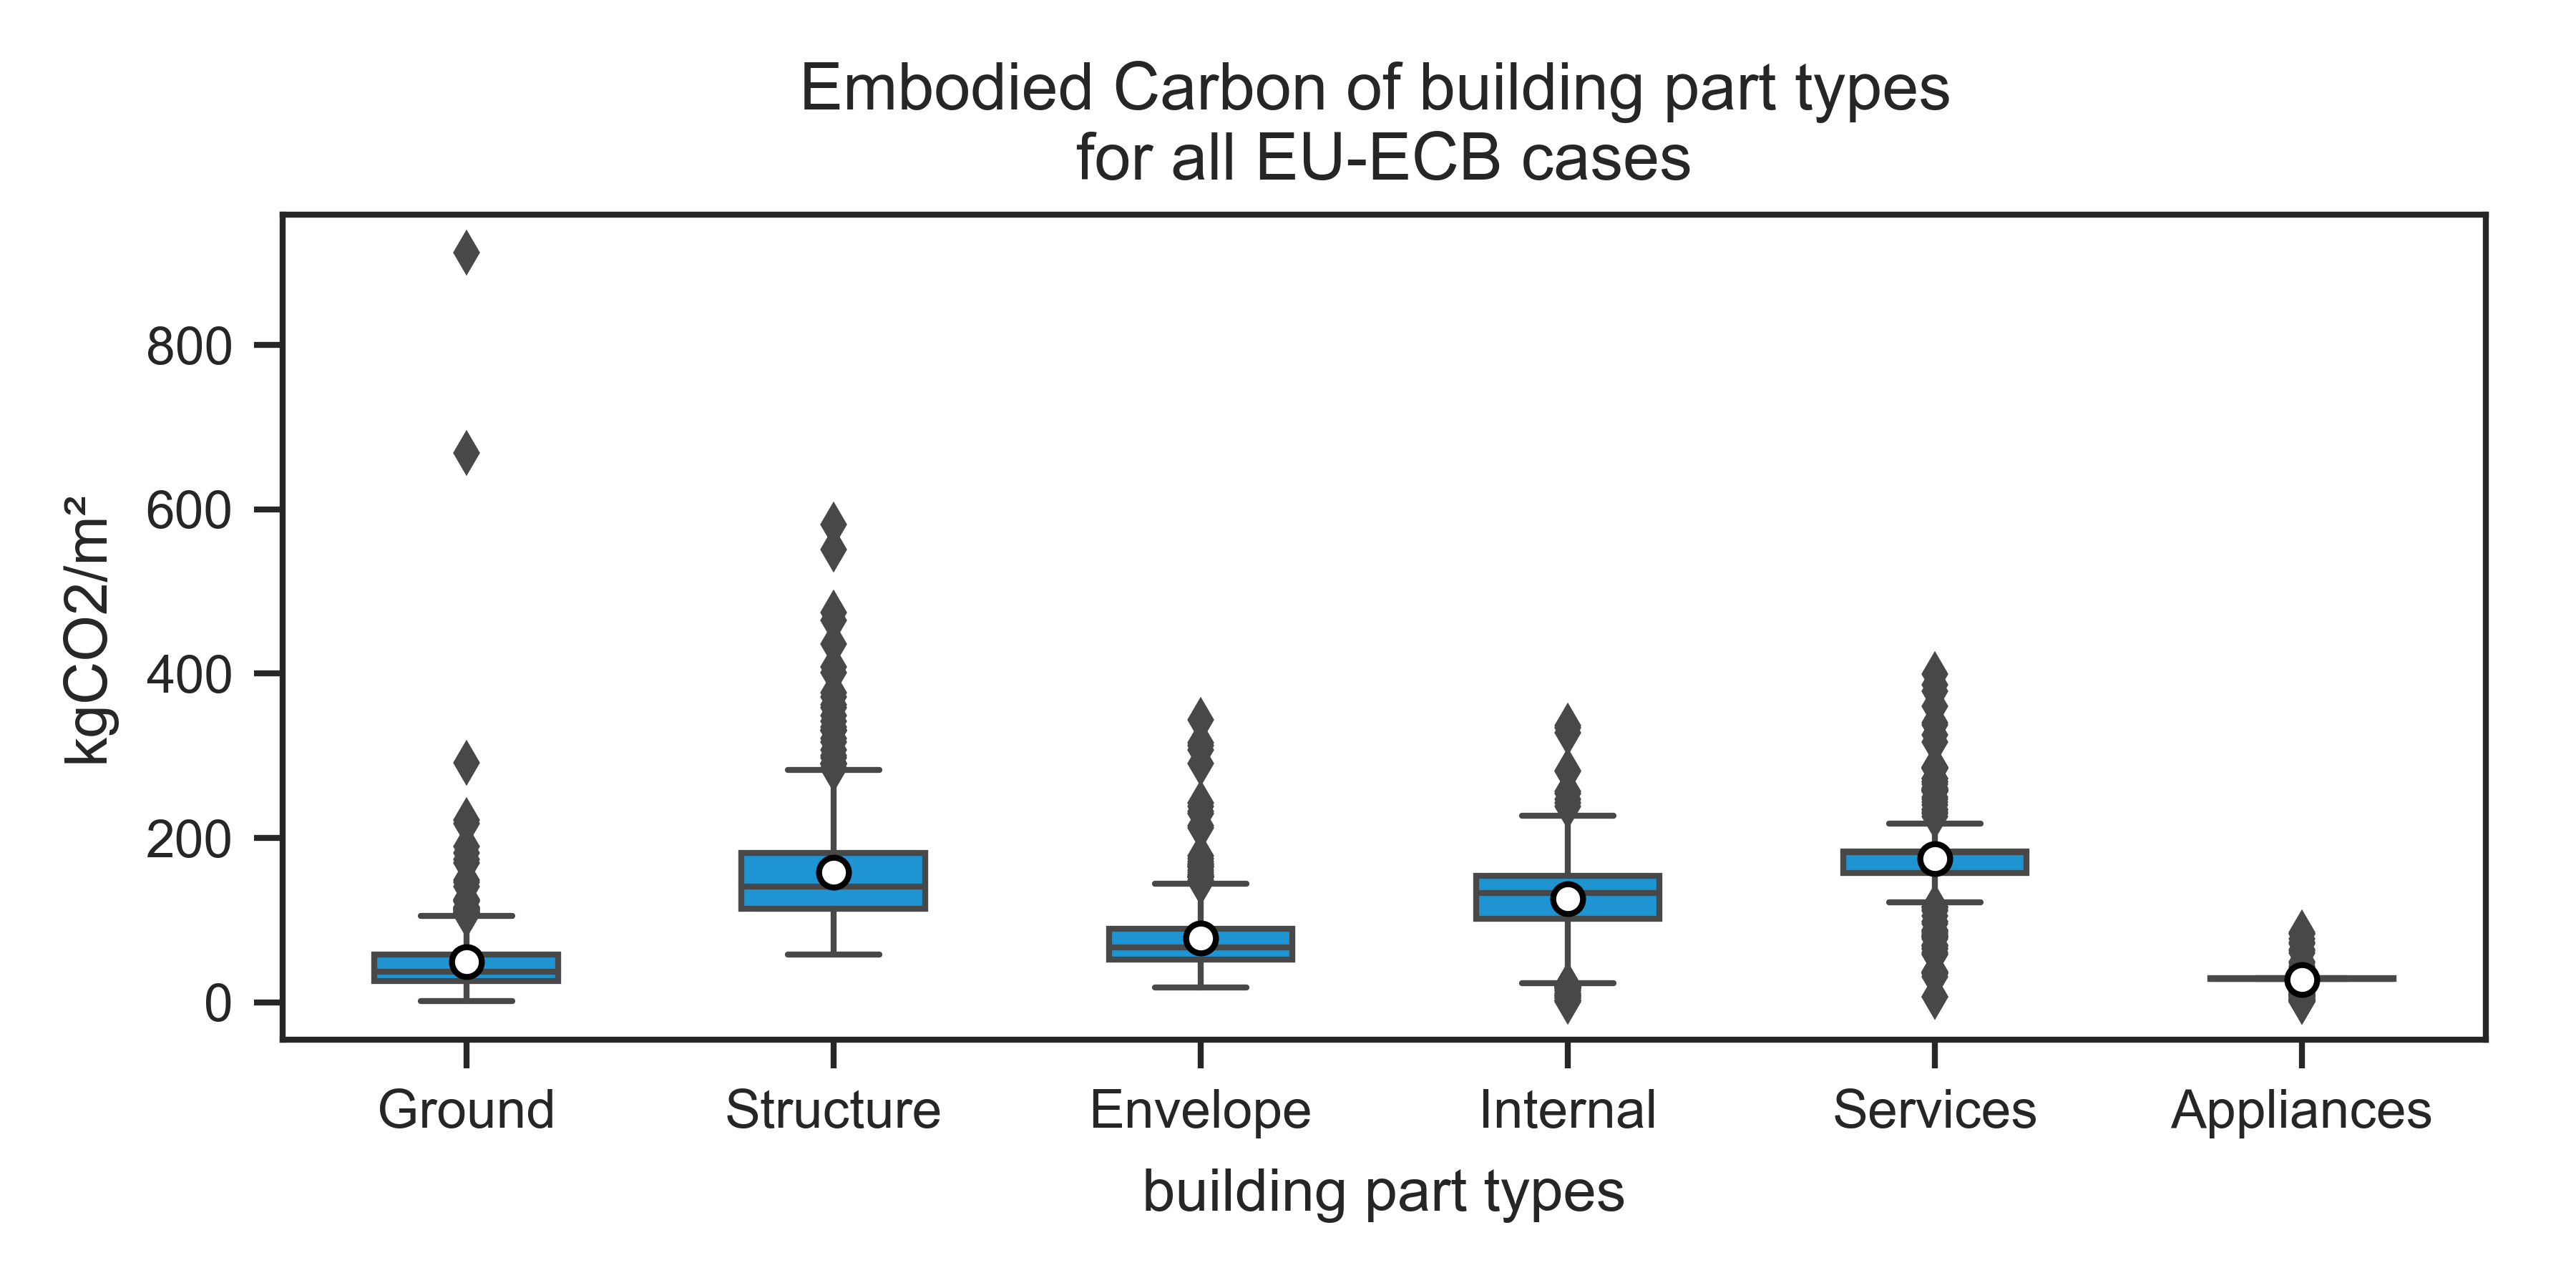 Embodied Carbon of building part types
for all EU-ECB cases
kgCO2/m²
800
600
400
200
0
Ground
Structure
Envelope
Internal
Services
Appliances
building part types